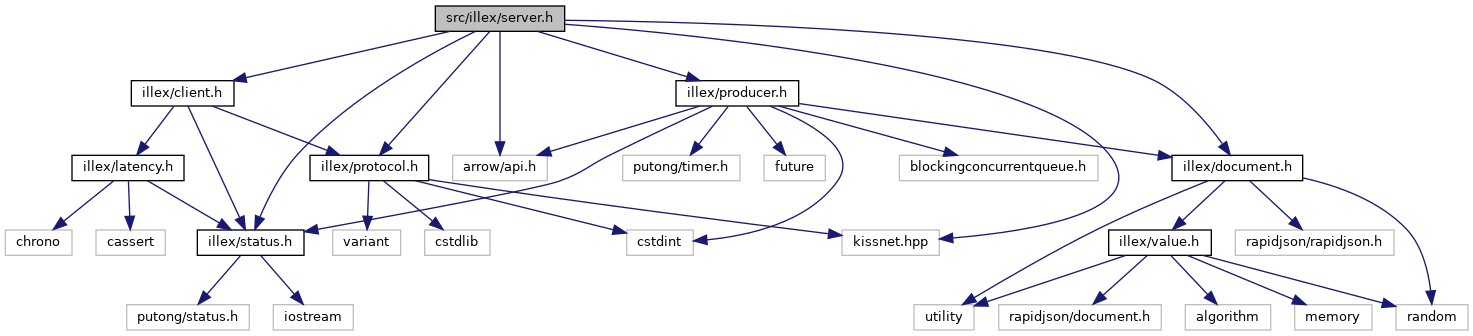 src/illex/server.h
illex/client.h
illex/producer.h
illex/latency.h
illex/protocol.h
arrow/api.h
putong/timer.h
future
blockingconcurrentqueue.h
illex/document.h
chrono
cassert
illex/status.h
variant
cstdlib
cstdint
kissnet.hpp
illex/value.h
rapidjson/rapidjson.h
putong/status.h
iostream
utility
rapidjson/document.h
algorithm
memory
random